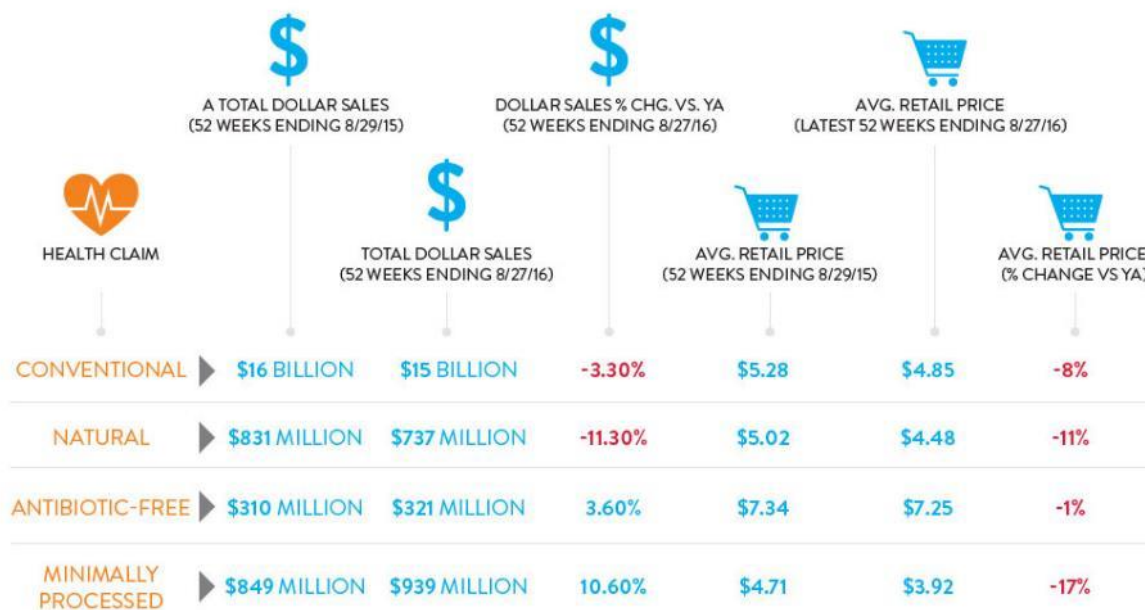 A TOTAL DOLLAR SALES
(52 WEEKS ENDING 8/29/15)
DOLLAR SALES % CHG. VS. YA
(52 WEEKS ENDING 8/27/16)
AVG. RETAIL PRICE
(LATEST 52 WEEKS ENDING 8/27/16)
HEALTH CLAIM
TOTAL DOLLAR SALES
(52 WEEKS ENDING 8/27/16)
AVG. RETAIL PRICE
(52 WEEKS ENDING 8/29/15)
AVG. RETAIL PRICE
(% CHANGE VS YA)
CONVENTIONAL $16 BILLION $15 BILLION -3.30% $5.28 $4.85 -8%
NATURAL $831 MILLION $737 MILLION -11.30% $5.02 $4.48 -11%
ANTIBIOTIC-FREE $310 MILLION $321 MILLION 3.60% $7.34 $7.25 -1%
MINIMALLY
PROCESSED $849 MILLION $939 MILLION 10.60% $4.71 $3.92 -17%